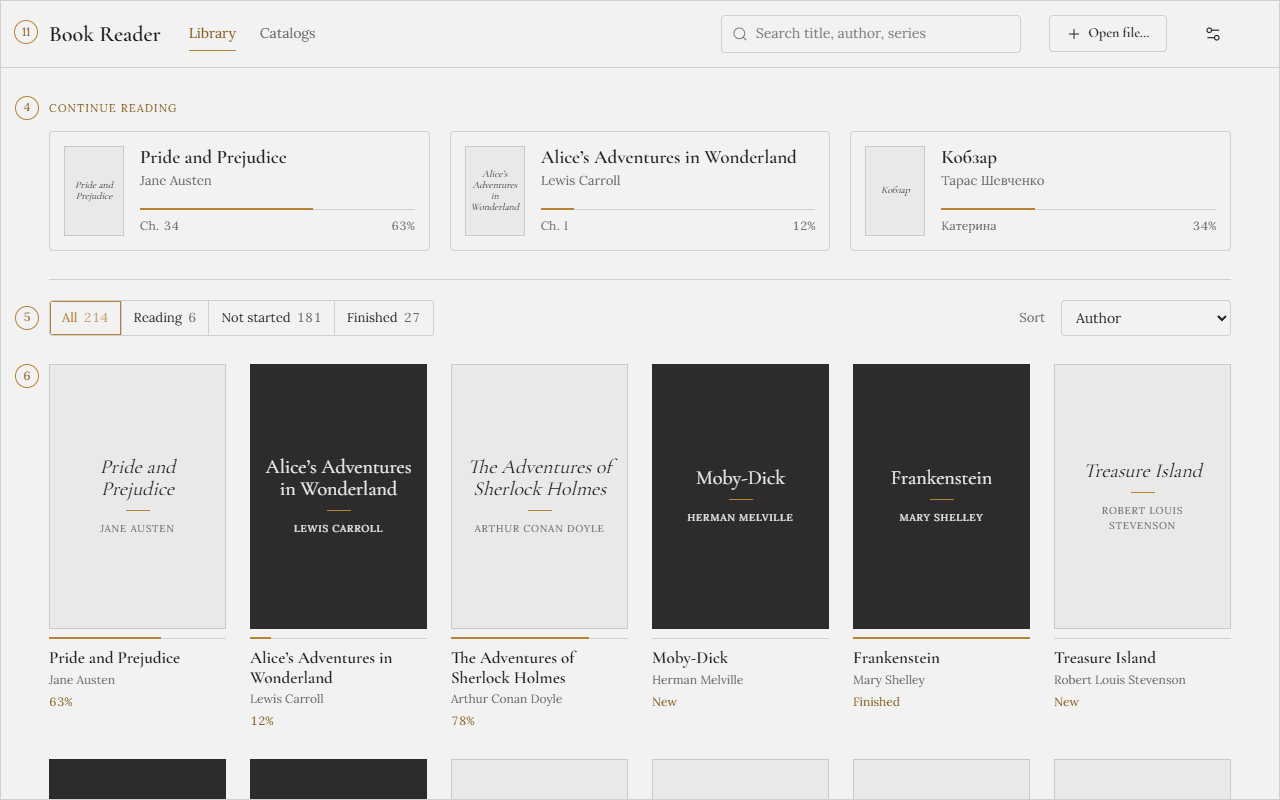 11 Book Reader Library Catalogs Search title, author, series Open file...
4 CONTINUE READING
Pride and
Prejudice
Pride and Prejudice
Jane Austen
Ch. 34 63%
Alice's
Adventures
in
Wonderland
Alice's Adventures in Wonderland
Lewis Carroll
Ch. I 12%
Кобзар
Кобзар
Тарас Шевченко
Катерина 34%
5 All 214 Reading 6 Not started 181 Finished 27 Sort Author
6
Pride and
Prejudice
JANE AUSTEN
Alice's Adventures
in Wonderland
LEWIS CARROLL
The Adventures of
Sherlock Holmes
ARTHUR CONAN DOYLE
Moby-Dick
HERMAN MELVILLE
Frankenstein
MARY SHELLEY
Treasure Island
ROBERT LOUIS
STEVENSON
Pride and Prejudice
Jane Austen
63%
Alice's Adventures in
Wonderland
Lewis Carroll
12%
The Adventures of
Sherlock Holmes
Arthur Conan Doyle
78%
Moby-Dick
Herman Melville
New
Frankenstein
Mary Shelley
Finished
Treasure Island
Robert Louis Stevenson
New